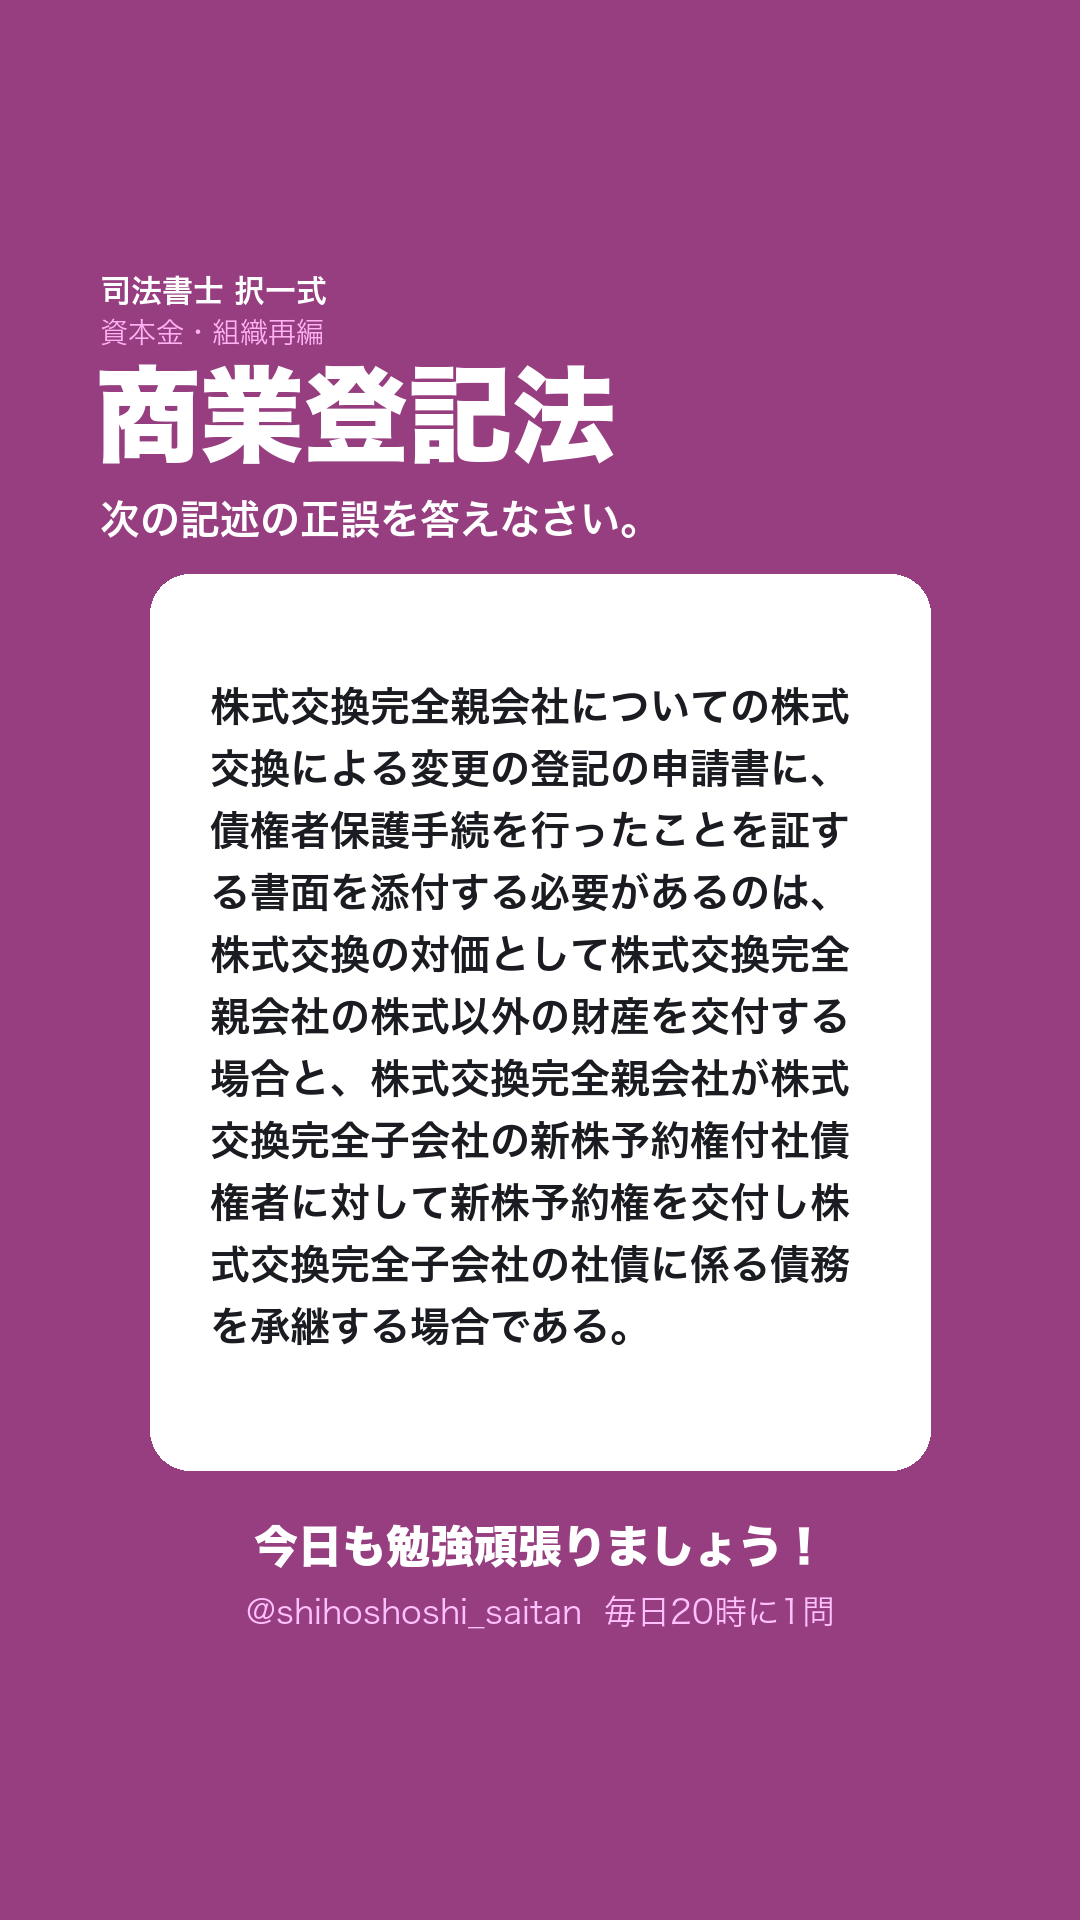 司法書士 択一式
資本金・組織再編
商業登記法
次の記述の正誤を答えなさい。
株式交換完全親会社についての株式
交換による変更の登記の申請書に、
債権者保護手続を行ったことを証す
る書面を添付する必要があるのは、
株式交換の対価として株式交換完全
親会社の株式以外の財産を交付する
場合と、株式交換完全親会社が株式
交換完全子会社の新株予約権付社債
権者に対して新株予約権を交付し株
式交換完全子会社の社債に係る債務
を承継する場合である。
今日も勉強頑張りましょう！
@shihoshoshi_saitan 毎日20時に1問